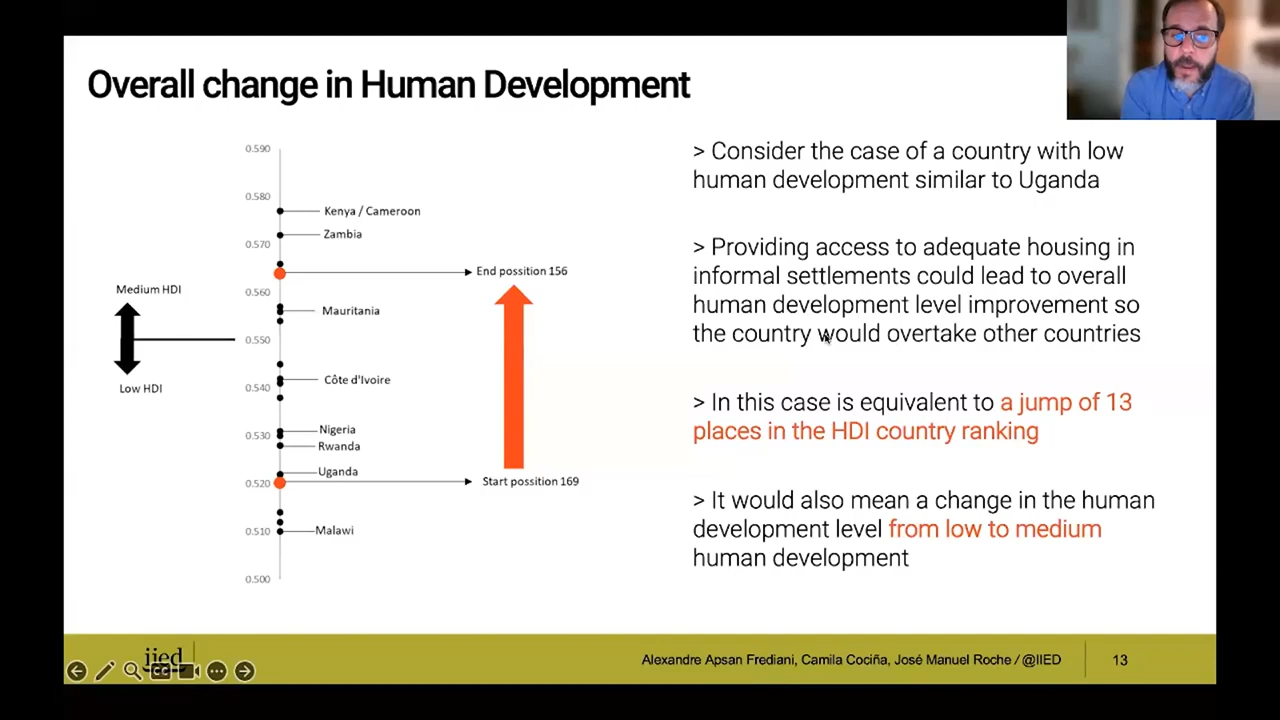 Overall change in Human Development
0.590
0.580
0.570
0.560
0.550
0.540
0.530
0.520
0.510
0.500
Kenya / Cameroon
Zambia
End possition 156
Mauritania
Medium HDI
Low HDI
Côte d'Ivoire
Nigeria
Rwanda
Uganda
Start possition 169
Malawi
> Consider the case of a country with low
human development similar to Uganda
> Providing access to adequate housing in
informal settlements could lead to overall
human development level improvement so
the country would overtake other countries
> In this case is equivalent to a jump of 13
places in the HDI country ranking
> It would also mean a change in the human
development level from low to medium
human development
iied
Alexandre Apsan Frediani, Camila Cociña, José Manuel Roche / @IIED
13